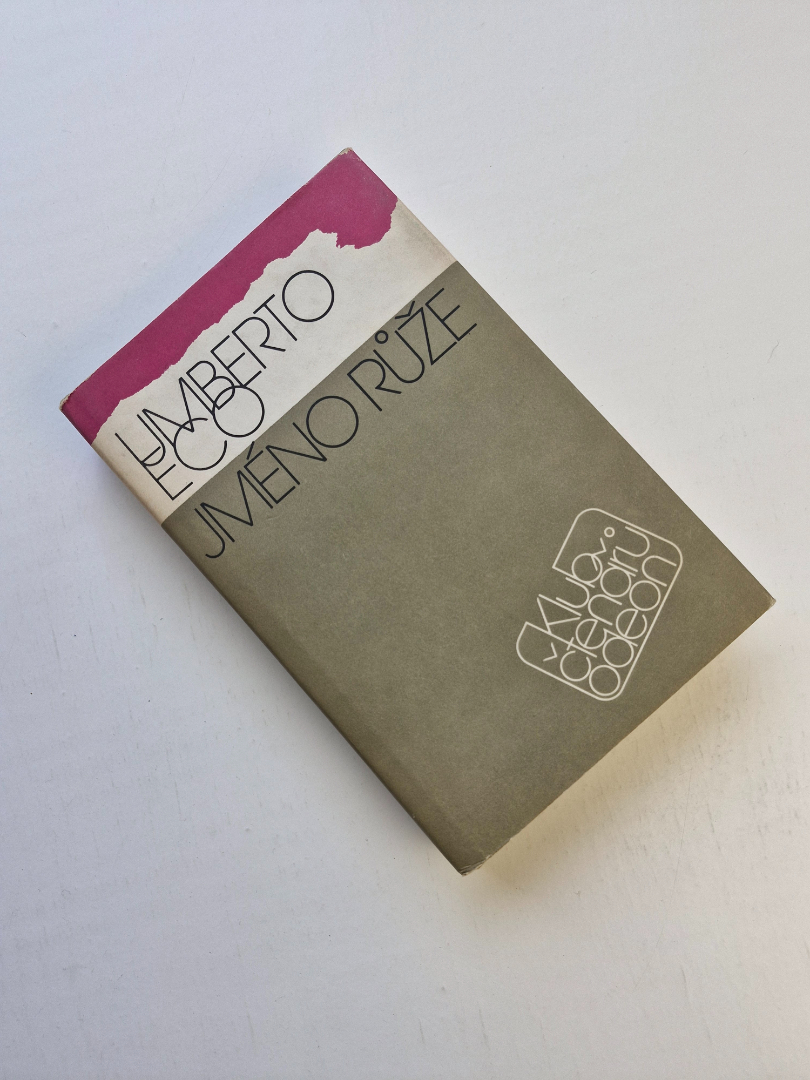 UMBERTO
ECO
JMÉNO RŮŽE
Klub
čtenářů
odeon